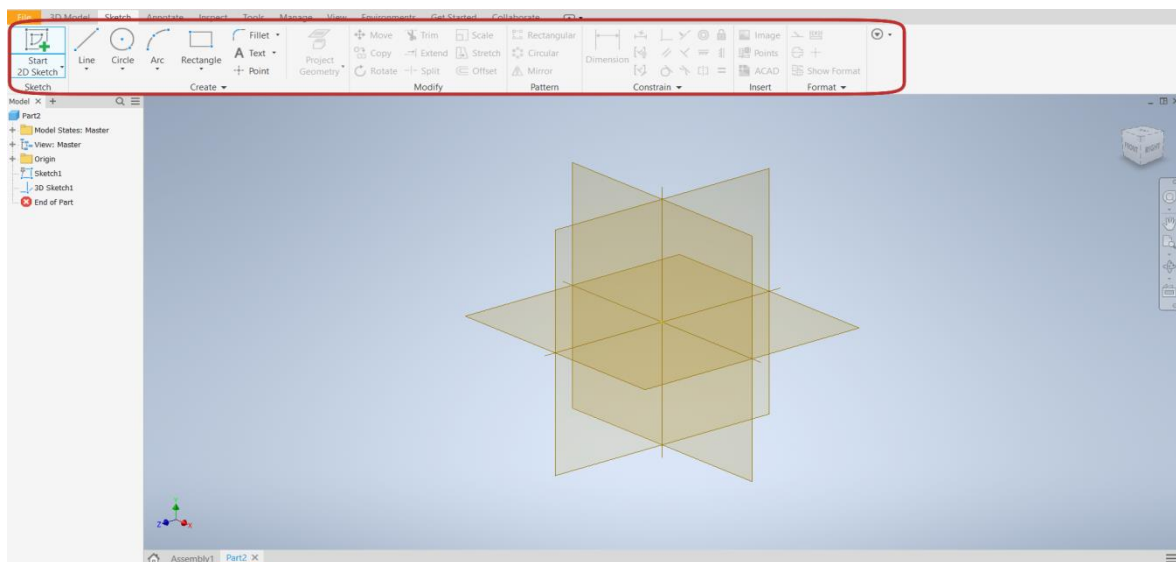 File 3D Model Sketch Annotate Inspect Tools Manage View Environments Get Started Collaborate
Start 2D Sketch
Line
Circle
Arc
Rectangle
Fillet
Text
Point
Project Geometry
Move
Trim
Scale
Copy
Extend
Stretch
Rotate
Split
Offset
Rectangular
Circular
Mirror
Dimension
Image
Points
ACAD
Show Format
Sketch Create Modify Pattern Constrain Insert Format
Model
Part2
Model States: Master
View: Master
Origin
Sketch1
3D Sketch1
End of Part
FRONT RIGHT
Y
Z X
Assembly1 Part2